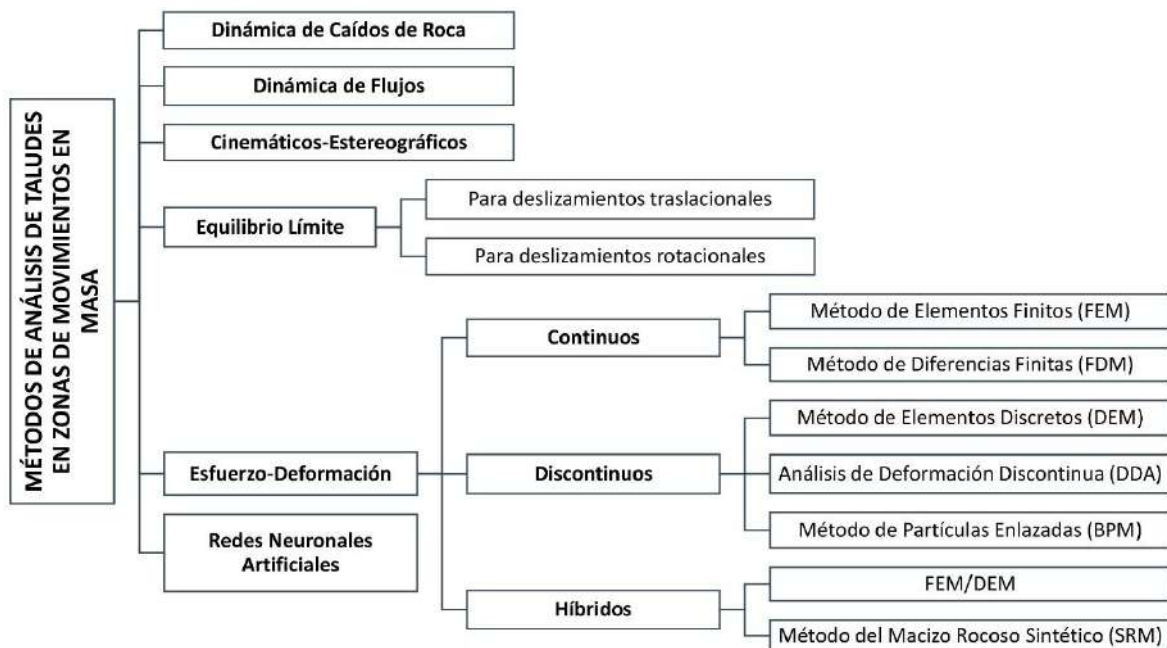 MÉTODOS DE ANÁLISIS DE TALUDES
EN ZONAS DE MOVIMIENTOS EN
MASA
Dinámica de Caídos de Roca
Dinámica de Flujos
Cinemáticos-Estereográficos
Equilibrio Límite
Para deslizamientos traslacionales
Para deslizamientos rotacionales
Esfuerzo-Deformación
Continuos
Método de Elementos Finitos (FEM)
Método de Diferencias Finitas (FDM)
Discontinuos
Método de Elementos Discretos (DEM)
Análisis de Deformación Discontinua (DDA)
Método de Partículas Enlazadas (BPM)
Híbridos
FEM/DEM
Método del Macizo Rocoso Sintético (SRM)
Redes Neuronales
Artificiales